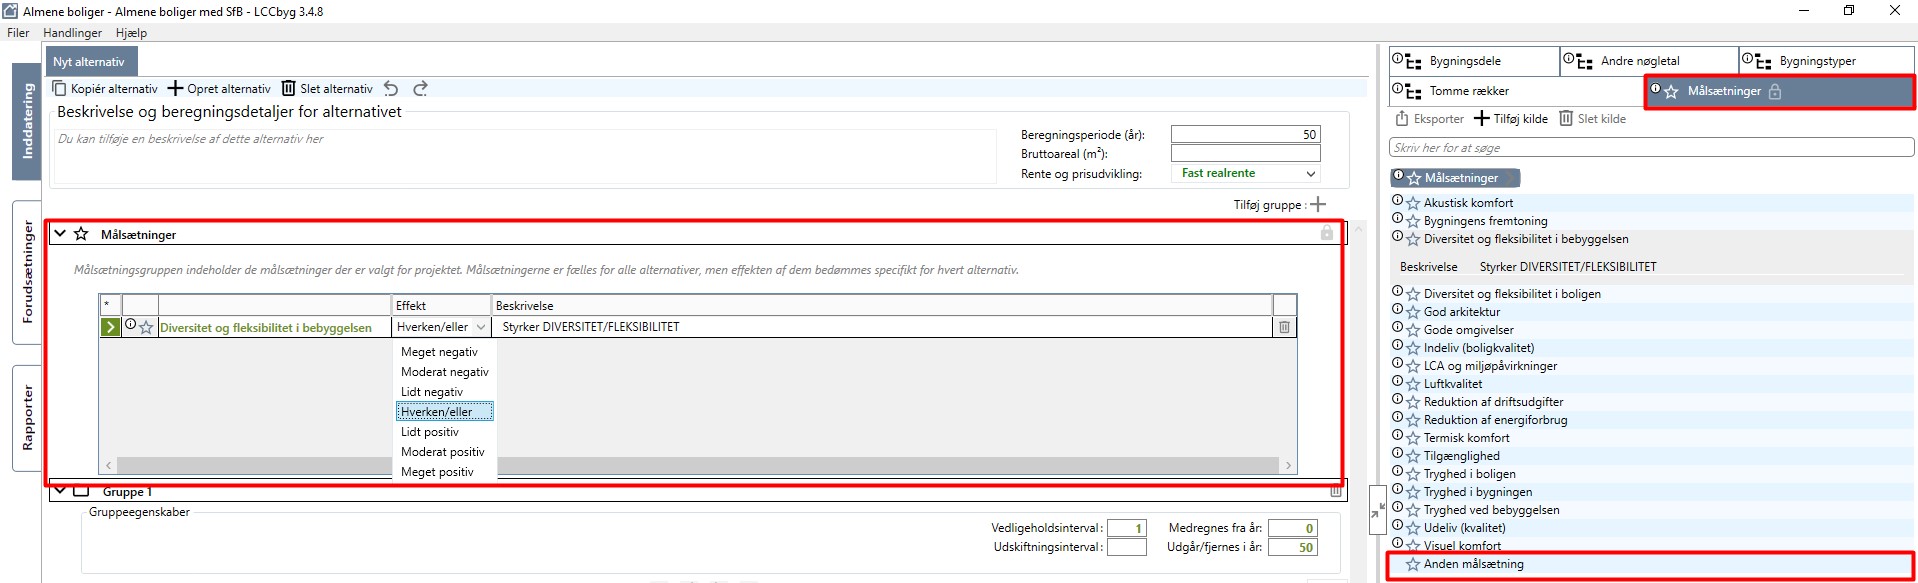 Almene boliger - Almene boliger med SfB - LCCbyg 3.4.8
Filer Handlinger Hjælp
Inddatering
Forudsætninger
Rapporter
Nyt alternativ
Kopiér alternativ Opret alternativ Slet alternativ
Beskrivelse og beregningsdetaljer for alternativet
Du kan tilføje en beskrivelse af dette alternativ her
Beregningsperiode (år): 50
Bruttoareal (m²):
Rente og prisudvikling: Fast realrente
Tilføj gruppe :
Målsætninger
Målsætningsgruppen indeholder de målsætninger der er valgt for projektet. Målsætningerne er fælles for alle alternativer, men effekten af dem bedømmes specifikt for hvert alternativ.
* Effekt Beskrivelse
Diversitet og fleksibilitet i bebyggelsen Hverken/eller Styrker DIVERSITET/FLEKSIBILITET
Meget negativ
Moderat negativ
Lidt negativ
Hverken/eller
Lidt positiv
Moderat positiv
Meget positiv
Gruppe 1
Gruppeegenskaber
Vedligeholdsinterval: 1 Medregnes fra år: 0
Udskiftningsinterval: Udgår/fjernes i år: 50
Bygningsdele Andre nøgletal Bygningstyper
Tomme rækker Målsætninger
Eksporter Tilføj kilde Slet kilde
Skriv her for at søge
Målsætninger
Akustisk komfort
Bygningens fremtoning
Diversitet og fleksibilitet i bebyggelsen
Beskrivelse Styrker DIVERSITET/FLEKSIBILITET
Diversitet og fleksibilitet i boligen
God arkitektur
Gode omgivelser
Indeliv (boligkvalitet)
LCA og miljøpåvirkninger
Luftkvalitet
Reduktion af driftsudgifter
Reduktion af energiforbrug
Termisk komfort
Tilgænglighed
Tryghed i boligen
Tryghed i bygningen
Tryghed ved bebyggelsen
Udeliv (kvalitet)
Visuel komfort
Anden målsætning